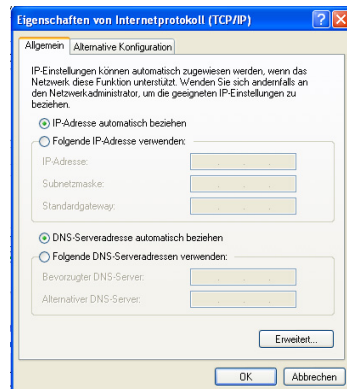 Eigenschaften von Internetprotokoll (TCP/IP)
Allgemein Alternative Konfiguration
IP-Einstellungen können automatisch zugewiesen werden, wenn das
Netzwerk diese Funktion unterstützt. Wenden Sie sich andernfalls an
den Netzwerkadministrator, um die geeigneten IP-Einstellungen zu
beziehen.
IP-Adresse automatisch beziehen
Folgende IP-Adresse verwenden:
IP-Adresse:
Subnetzmaske:
Standardgateway:
DNS-Serveradresse automatisch beziehen
Folgende DNS-Serveradressen verwenden:
Bevorzugter DNS-Server:
Alternativer DNS-Server:
Erweitert...
OK Abbrechen